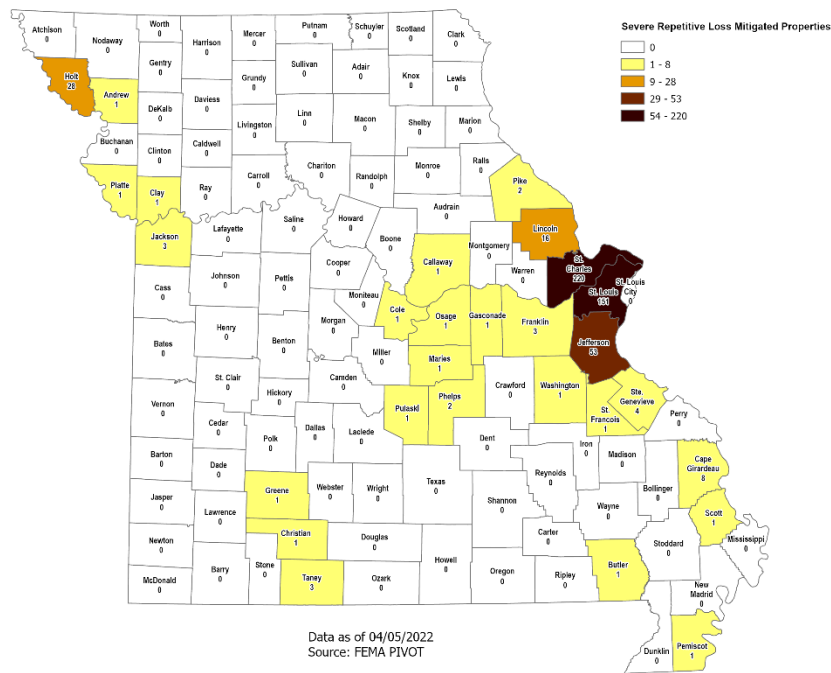 Severe Repetitive Loss Mitigated Properties
0
1 - 8
9 - 28
29 - 53
54 - 220
Atchison
0
Nodaway
0
Worth
0
Harrison
0
Mercer
0
Putnam
0
Schuyler
0
Scotland
0
Clark
0
Gentry
0
Sullivan
0
Adair
0
Knox
0
Lewis
0
Holt
28
Andrew
1
DeKalb
0
Daviess
0
Grundy
0
Linn
0
Macon
0
Shelby
0
Marion
0
Buchanan
0
Clinton
0
Caldwell
0
Livingston
0
Chariton
0
Randolph
0
Monroe
0
Ralls
0
Platte
1
Clay
1
Ray
0
Carroll
0
Pike
2
Audrain
0
Jackson
3
Lafayette
0
Saline
0
Howard
0
Boone
0
Callaway
1
Montgomery
0
Lincoln
16
Warren
0
St.
Charles
220
St. Louis
St. Louis
City
0
Cass
0
Johnson
0
Pettis
0
Cooper
0
Moniteau
0
Cole
1
Osage
1
Gasconade
1
Franklin
3
Jefferson
53
Bates
0
Henry
0
Benton
0
Morgan
0
Miller
0
Maries
1
St. Clair
0
Hickory
0
Camden
0
Pulaski
1
Phelps
2
Crawford
0
Washington
1
St.
Francois
1
Ste.
Genevieve
4
Perry
0
Vernon
0
Cedar
0
Polk
0
Dallas
0
Laclede
0
Dent
0
Iron
0
Madison
0
Cape
Girardeau
8
Barton
0
Dade
0
Greene
1
Webster
0
Wright
0
Texas
0
Shannon
0
Reynolds
0
Bollinger
0
Wayne
0
Scott
1
Jasper
0
Lawrence
0
Christian
1
Douglas
0
Carter
0
Stoddard
0
Mississippi
0
Newton
0
McDonald
0
Barry
0
Stone
0
Taney
3
Ozark
0
Howell
0
Oregon
0
Ripley
0
Butler
1
New
Madrid
0
Dunklin
0
Pemiscot
1
Data as of 04/05/2022
Source: FEMA PIVOT